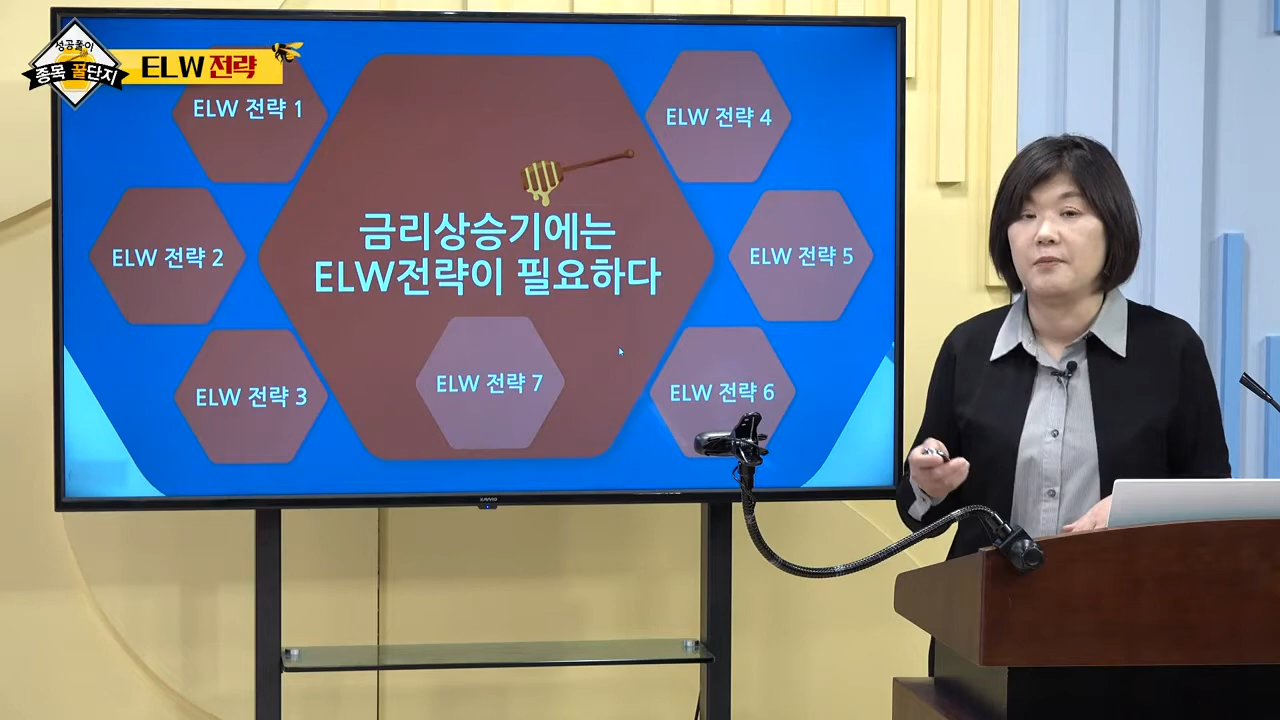 성공폴이
종목 꿀단지
ELW 전략
ELW 전략 1
ELW 전략 2
ELW 전략 3
금리상승기에는
ELW전략이 필요하다
ELW 전략 7
ELW 전략 4
ELW 전략 5
ELW 전략 6